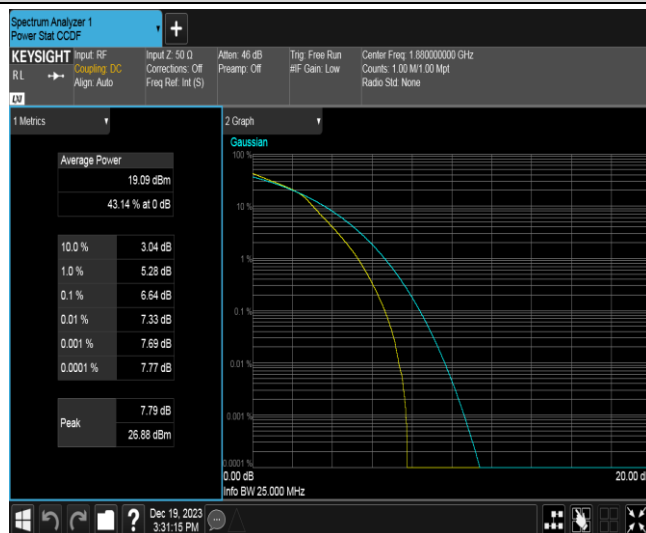 Spectrum Analyzer 1
Power Stat CCDF
KEYSIGHT
RL
LXI
Input: RF
Coupling: DC
Align: Auto
Input Z: 50 Ω
Corrections: Off
Freq Ref: Int (S)
Atten: 46 dB
Preamp: Off
Trig: Free Run
#IF Gain: Low
Center Freq: 1.880000000 GHz
Counts: 1.00 M/1.00 Mpt
Radio Std: None
1 Metrics
Average Power
19.09 dBm
43.14 % at 0 dB
10.0 % 3.04 dB
1.0 % 5.28 dB
0.1 % 6.64 dB
0.01 % 7.33 dB
0.001 % 7.69 dB
0.0001 % 7.77 dB
Peak
7.79 dB
26.88 dBm
2 Graph
Gaussian
100 %
10 %
1 %
0.1 %
0.01 %
0.001 %
0.0001 %
0.00 dB
20.00 d
Info BW 25.000 MHz
?
Dec 19, 2023
3:31:15 PM